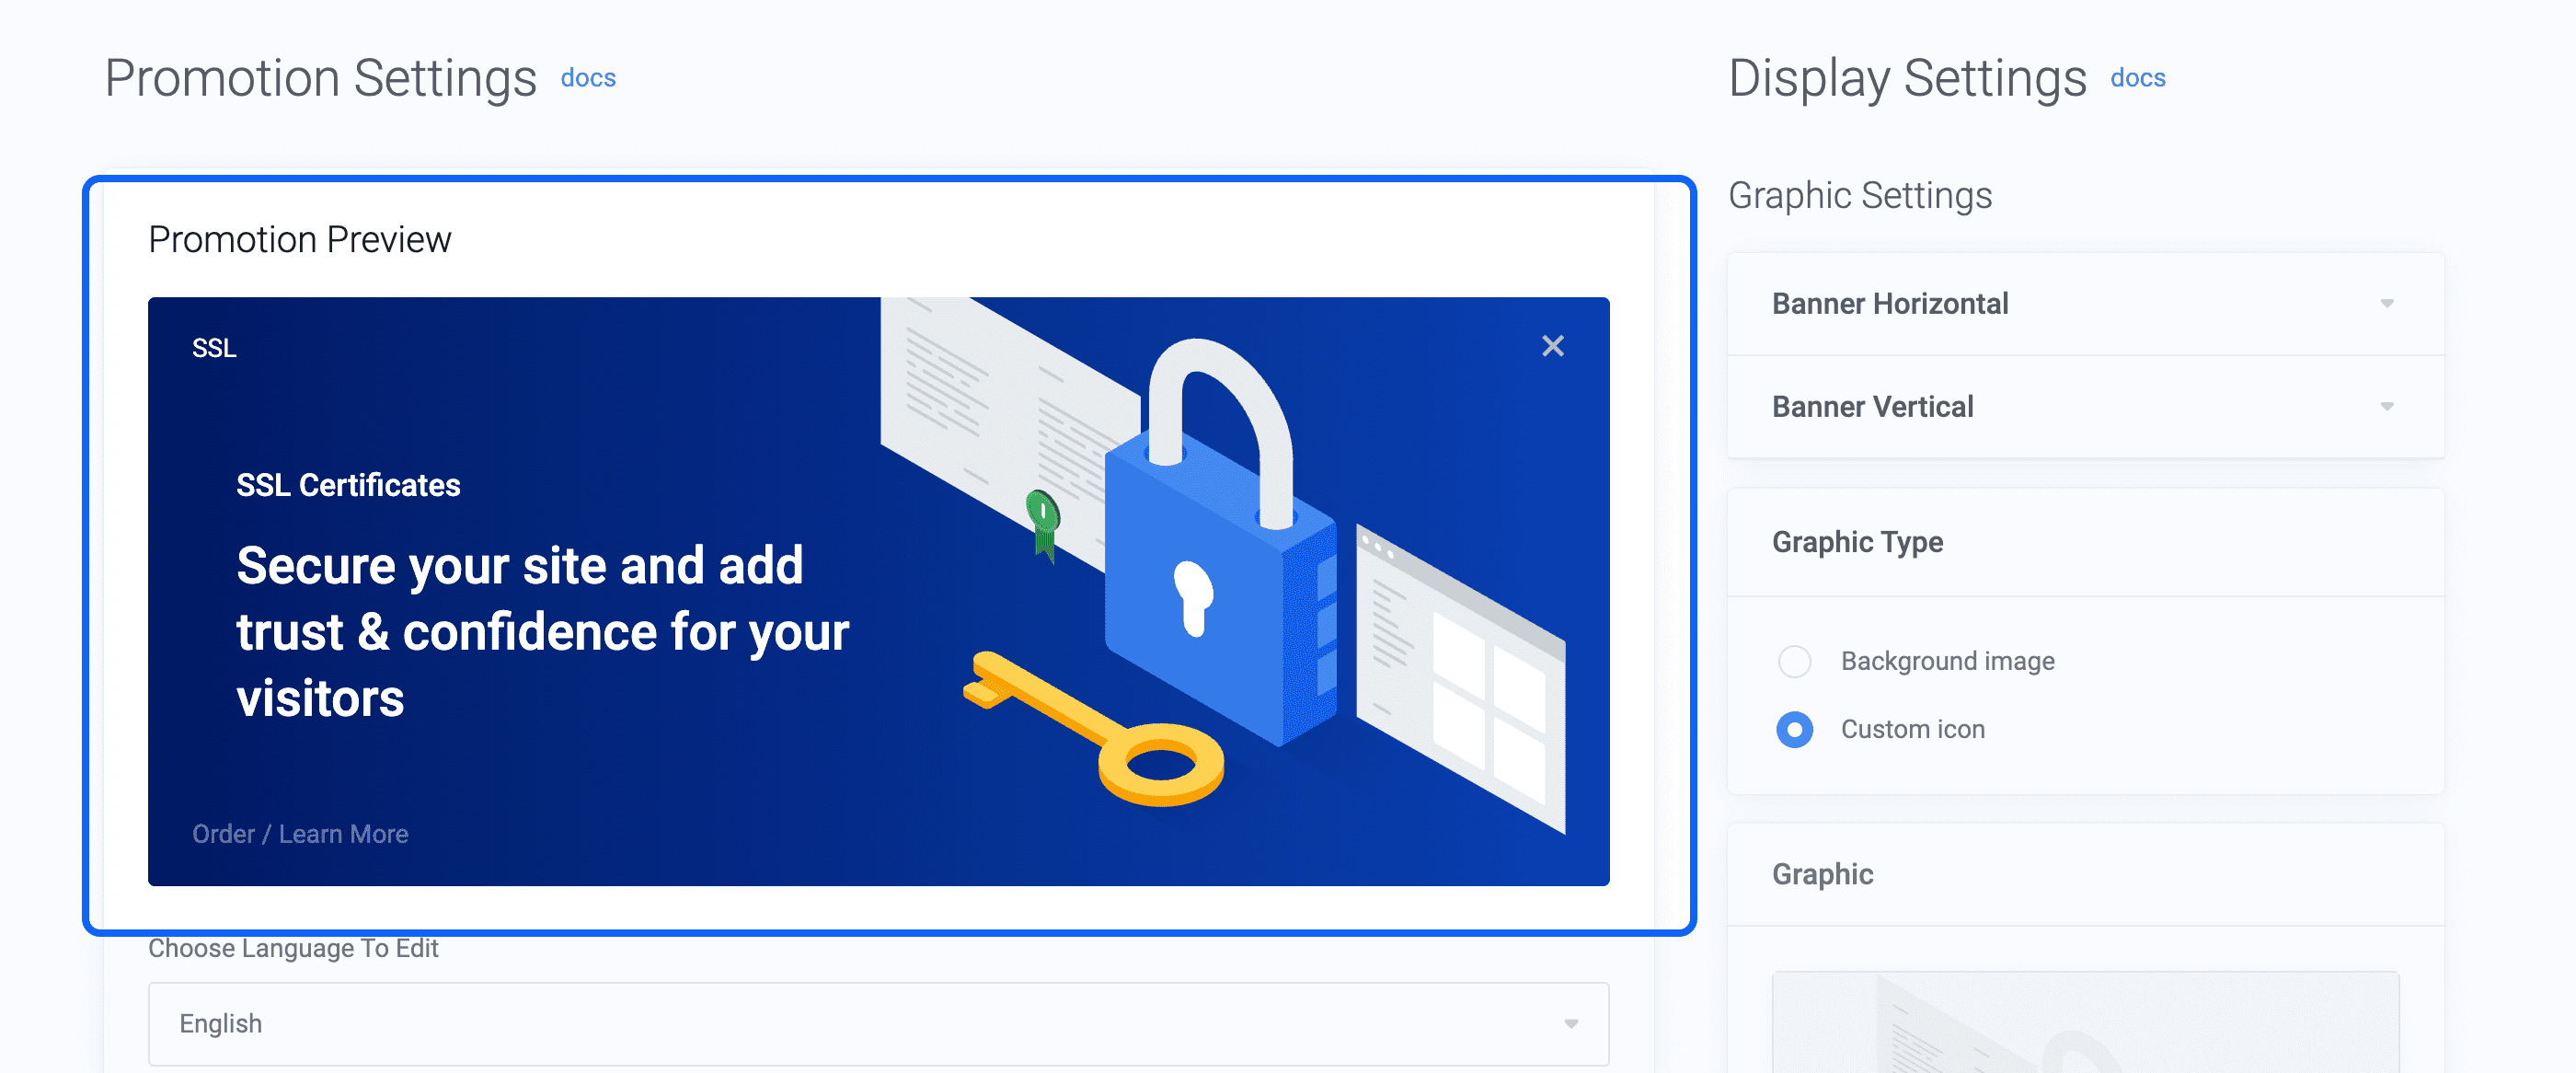 Promotion Settings docs
Promotion Preview
SSL
SSL Certificates
Secure your site and add
trust & confidence for your
visitors
Order / Learn More
Choose Language To Edit
English
Display Settings docs
Graphic Settings
Banner Horizontal
Banner Vertical
Graphic Type
Background image
Custom icon
Graphic